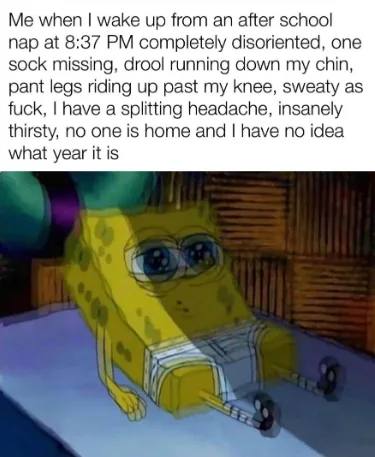 Me when I wake up from an after school
nap at 8:37 PM completely disoriented, one
sock missing, drool running down my chin,
pant legs riding up past my knee, sweaty as
fuck, I have a splitting headache, insanely
thirsty, no one is home and I have no idea
what year it is